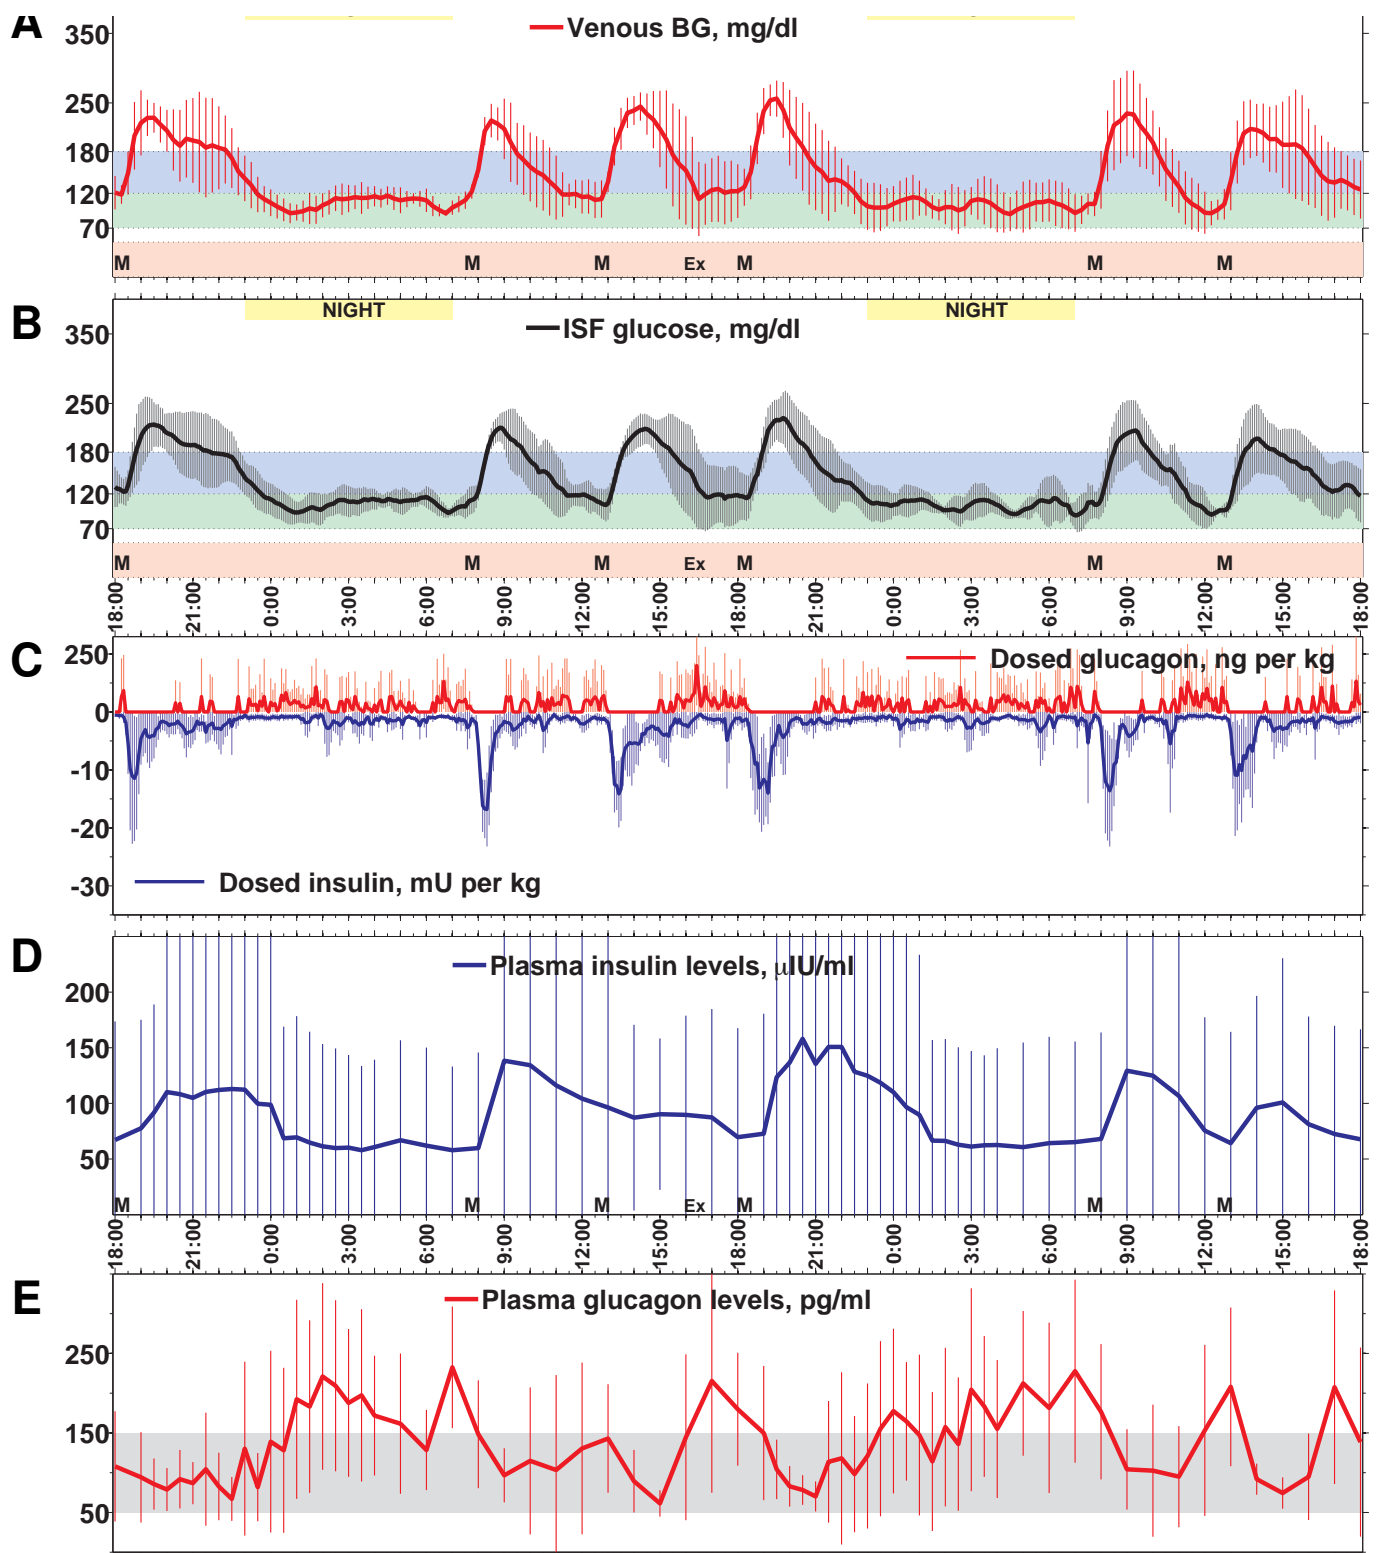 A
Venous BG, mg/dl
350
250
180
120
70
M M M Ex M M M
B
NIGHT NIGHT
ISF glucose, mg/dl
350
250
180
120
70
M M M Ex M M M
18:00 21:00 0:00 3:00 6:00 9:00 12:00 15:00 18:00 21:00 0:00 3:00 6:00 9:00 12:00 15:00 18:00
C
250
Dosed glucagon, ng per kg
0
-10
-20
-30
Dosed insulin, mU per kg
D
Plasma insulin levels, μIU/ml
200
150
100
50
M M M Ex M M M
18:00 21:00 0:00 3:00 6:00 9:00 12:00 15:00 18:00 21:00 0:00 3:00 6:00 9:00 12:00 15:00 18:00
E
Plasma glucagon levels, pg/ml
250
150
50